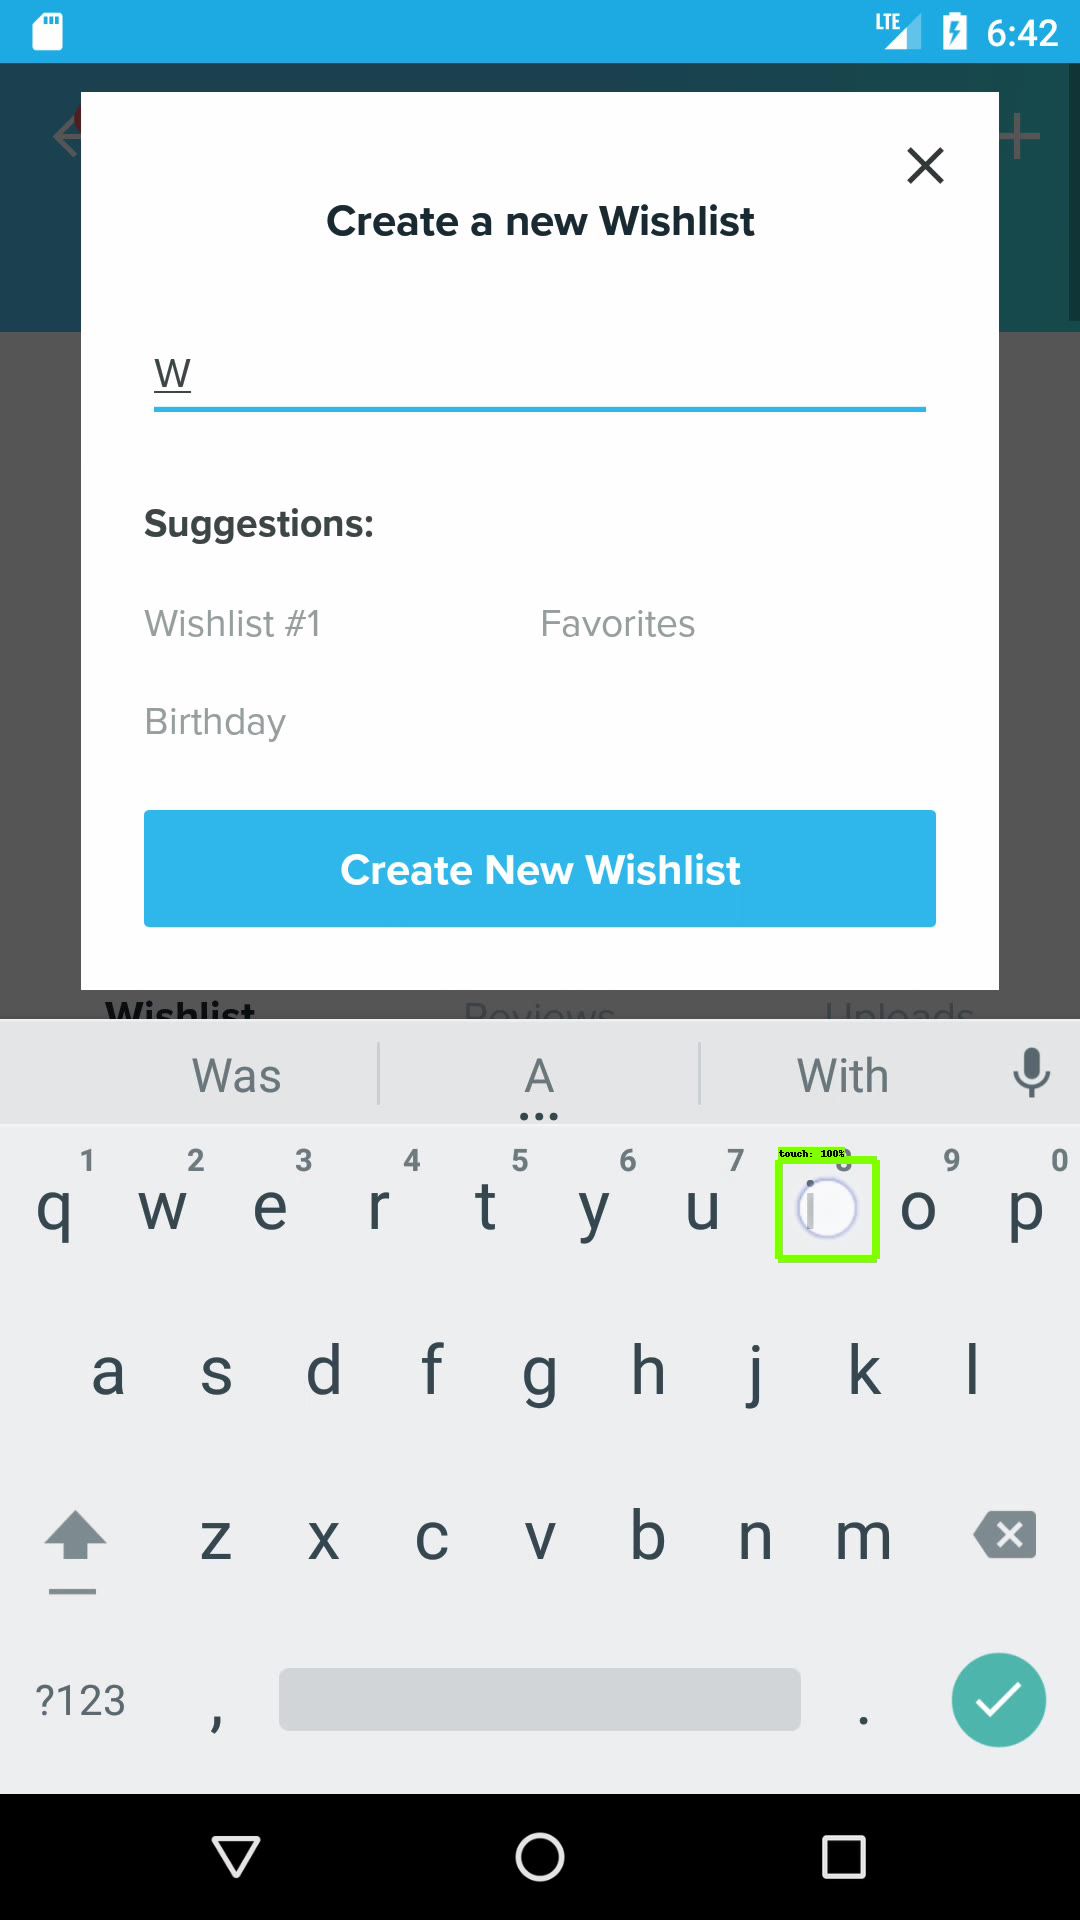 LTE 6:42
Create a new Wishlist
W
Suggestions:
Wishlist #1 Favorites
Birthday
Create New Wishlist
Wishlist Reviews Uploads
Was A With
touch: 100%
1 2 3 4 5 6 7 8 9 0
q w e r t y u i o p
a s d f g h j k l
z x c v b n m
?123 , .